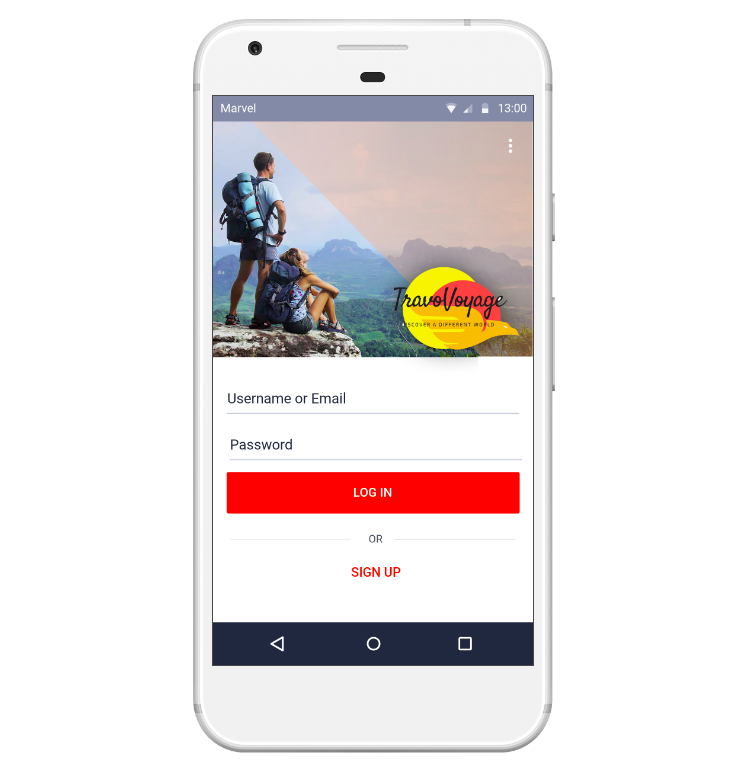 Marvel 13:00
TravoVoyage
DISCOVER A DIFFERENT WORLD
Username or Email
Password
LOG IN
OR
SIGN UP